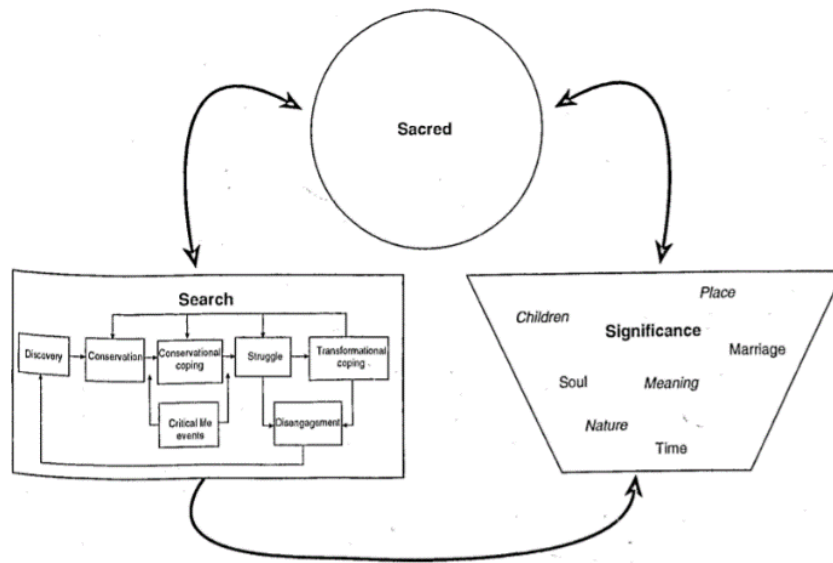 Sacred
Search
Discovery
Conservation
Conservational
coping
Struggle
Transformational
coping
Critical life
events
Disengagement
Place
Children
Significance
Marriage
Soul
Meaning
Nature
Time